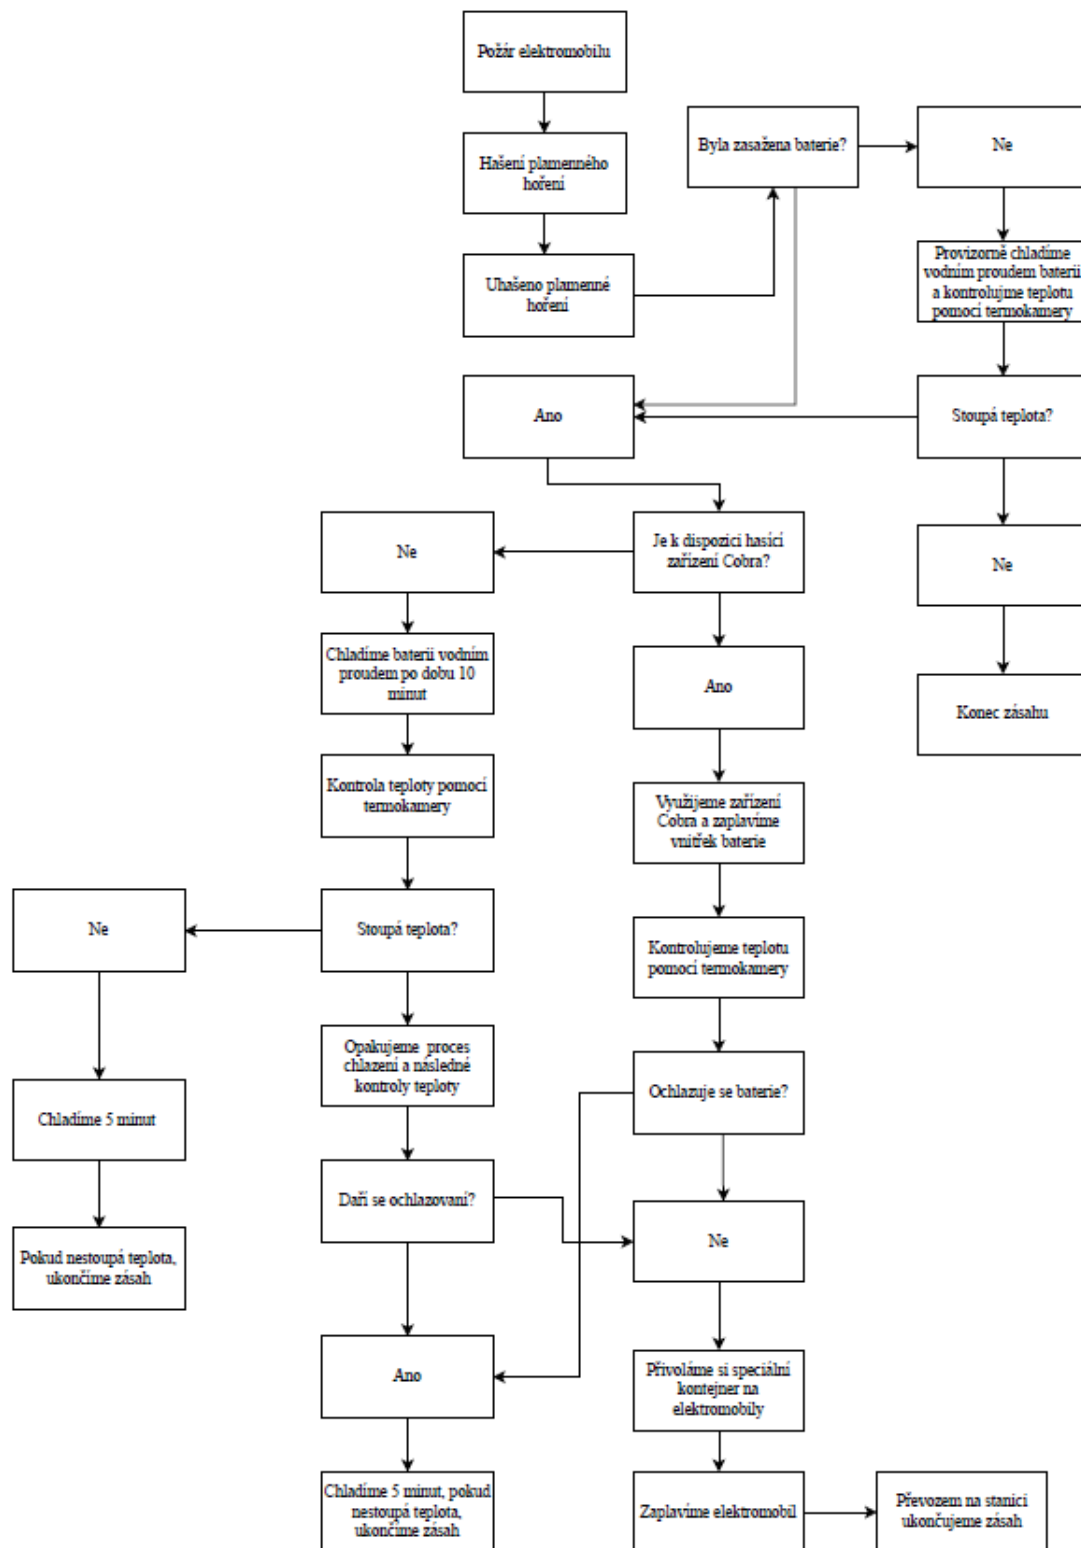 Požár elektromobilu
Hašení plamenného
hoření
Uhašeno plamenné
hoření
Byla zasažena baterie?
Ne
Provizorně chladíme
vodním proudem baterii
a kontrolujme teplotu
pomocí termokamery
Stoupá teplota?
Ano
Ne
Konec zásahu
Je k dispozici hasící
zařízení Cobra?
Ne
Chladíme baterii vodním
proudem po dobu 10
minut
Kontrola teploty pomocí
termokamery
Stoupá teplota?
Ne
Chladíme 5 minut
Pokud nestoupá teplota,
ukončíme zásah
Opakujeme proces
chlazení a následné
kontroly teploty
Daří se ochlazovaní?
Ano
Chladíme 5 minut, pokud
nestoupá teplota,
ukončíme zásah
Ano
Využijeme zařízení
Cobra a zaplavíme
vnitřek baterie
Kontrolujeme teplotu
pomocí termokamery
Ochlazuje se baterie?
Ne
Přivoláme si speciální
kontejner na
elektromobily
Zaplavíme elektromobil
Převozem na stanici
ukončujeme zásah